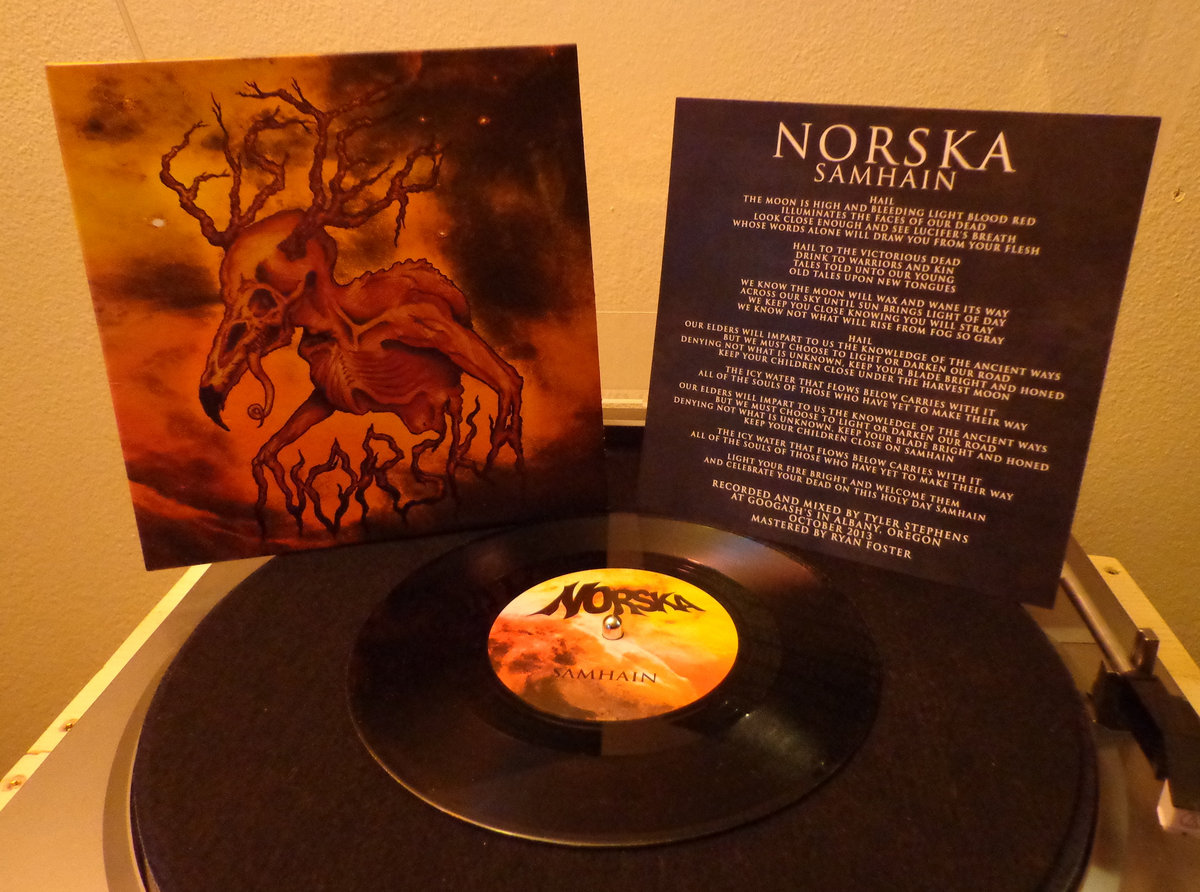 NORSKA
NORSKA
SAMHAIN
HAIL
THE MOON IS HIGH AND BLEEDING LIGHT BLOOD RED
ILLUMINATES THE FACES OF OUR DEAD
LOOK CLOSE ENOUGH AND SEE LUCIFER'S BREATH
WHOSE WORDS ALONE WILL DRAW YOU FROM YOUR FLESH
HAIL TO THE VICTORIOUS DEAD
DRINK TO WARRIORS AND KIN
TALES TOLD UNTO OUR YOUNG
OLD TALES UPON NEW TONGUES
WE KNOW THE MOON WILL WAX AND WANE ITS WAY
ACROSS OUR SKY UNTIL SUN BRINGS LIGHT OF DAY
WE KEEP YOU CLOSE KNOWING YOU WILL STRAY
WE KNOW NOT WHAT WILL RISE FROM FOG SO GRAY
HAIL
OUR ELDERS WILL IMPART TO US THE KNOWLEDGE OF THE ANCIENT WAYS
BUT WE MUST CHOOSE TO LIGHT OR DARKEN OUR ROAD
DENYING NOT WHAT IS UNKNOWN, KEEP YOUR BLADE BRIGHT AND HONED
KEEP YOUR CHILDREN CLOSE UNDER THE HARVEST MOON
THE ICY WATER THAT FLOWS BELOW CARRIES WITH IT
ALL OF THE SOULS OF THOSE WHO HAVE YET TO MAKE THEIR WAY
OUR ELDERS WILL IMPART TO US THE KNOWLEDGE OF THE ANCIENT WAYS
BUT WE MUST CHOOSE TO LIGHT OR DARKEN OUR ROAD
DENYING NOT WHAT IS UNKNOWN, KEEP YOUR BLADE BRIGHT AND HONED
KEEP YOUR CHILDREN CLOSE ON SAMHAIN
THE ICY WATER THAT FLOWS BELOW CARRIES WITH IT
ALL OF THE SOULS OF THOSE WHO HAVE YET TO MAKE THEIR WAY
LIGHT YOUR FIRE BRIGHT AND WELCOME THEM
AND CELEBRATE YOUR DEAD ON THIS HOLY DAY SAMHAIN
RECORDED AND MIXED BY TYLER STEPHENS
AT GOOGASH'S IN ALBANY, OREGON
OCTOBER 2013
MASTERED BY RYAN FOSTER
NORSKA
SAMHAIN